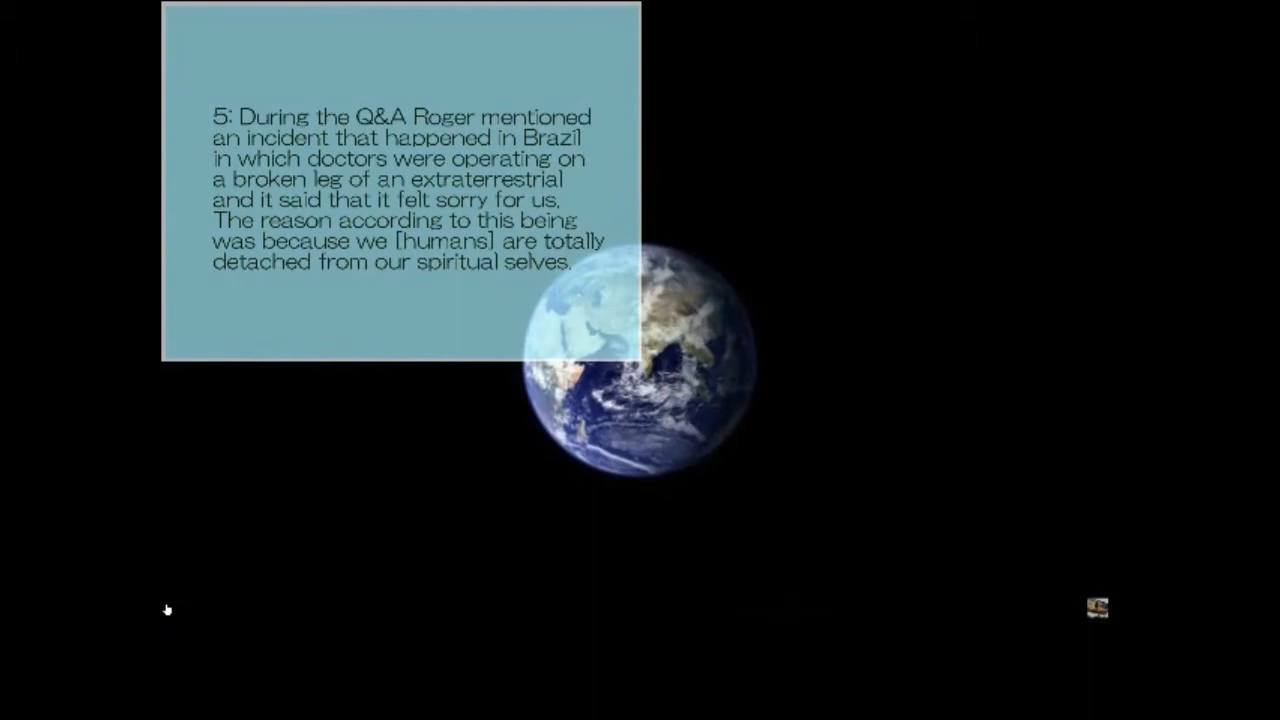 5: During the Q&A Roger mentioned
an incident that happened in Brazil
in which doctors were operating on
a broken leg of an extraterrestrial
and it said that it felt sorry for us.
The reason according to this being
was because we [humans] are totally
detached from our spiritual selves.